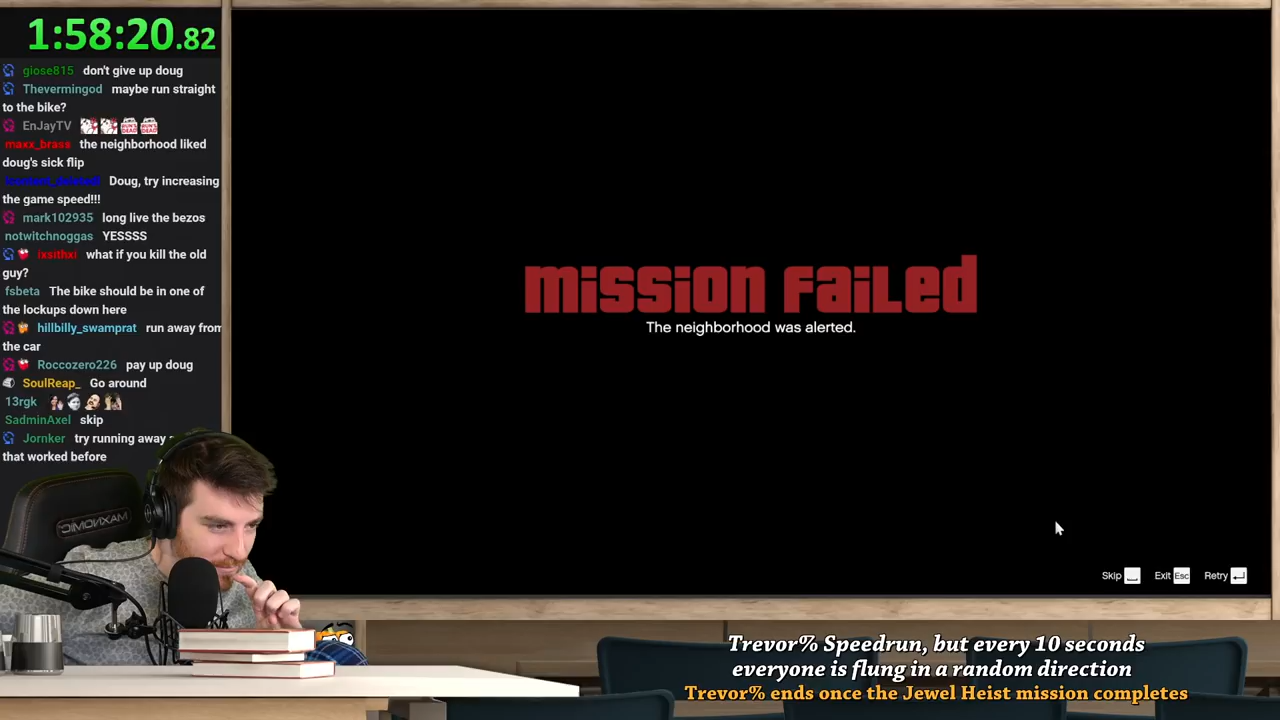 1:58:20.82
giose815 don't give up doug
Thevermingod maybe run straight
to the bike?
EnJayTV
maxx_brass the neighborhood liked
doug's sick flip
Doug, try increasing
the game speed!!!
mark102935 long live the bezos
notwitchnoggas YESSSS
ixsithxi what if you kill the old
guy?
fsbeta The bike should be in one of
the lockups down here
hillbilly_swamprat run away from
the car
Roccozero226 pay up doug
SoulReap_ Go around
13rgk
SadminAxel skip
Jornker try running away
that worked before
mission failed
The neighborhood was alerted.
Skip Exit Esc Retry
MAXNOMIC
Trevor% Speedrun, but every 10 seconds
everyone is flung in a random direction
Trevor% ends once the Jewel Heist mission completes